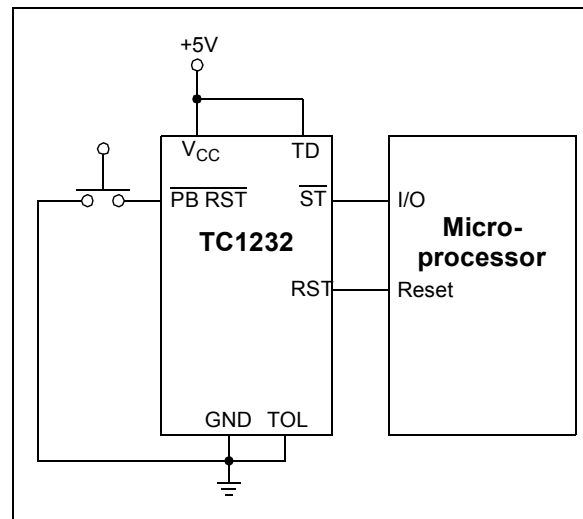 +5V
VCC TD
PB RST ST I/O
TC1232
Micro-
processor
RST Reset
GND TOL